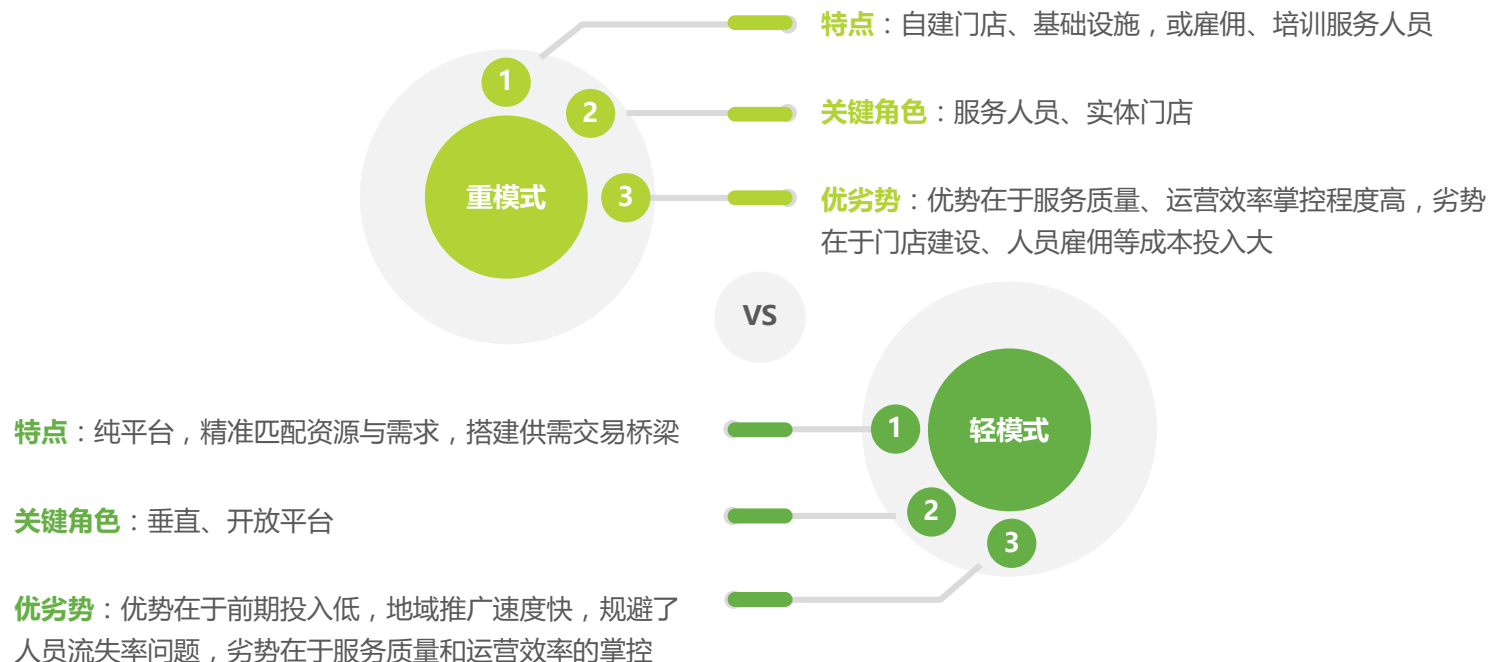 特点：自建门店、基础设施，或雇佣、培训服务人员
1
2
关键角色：服务人员、实体门店
重模式
3
优劣势：优势在于服务质量、运营效率掌控程度高，劣势
在于门店建设、人员雇佣等成本投入大
VS
特点：纯平台，精准匹配资源与需求，搭建供需交易桥梁
1
轻模式
关键角色：垂直、开放平台
2
3
优劣势：优势在于前期投入低，地域推广速度快，规避了
人员流失率问题，劣势在于服务质量和运营效率的掌控